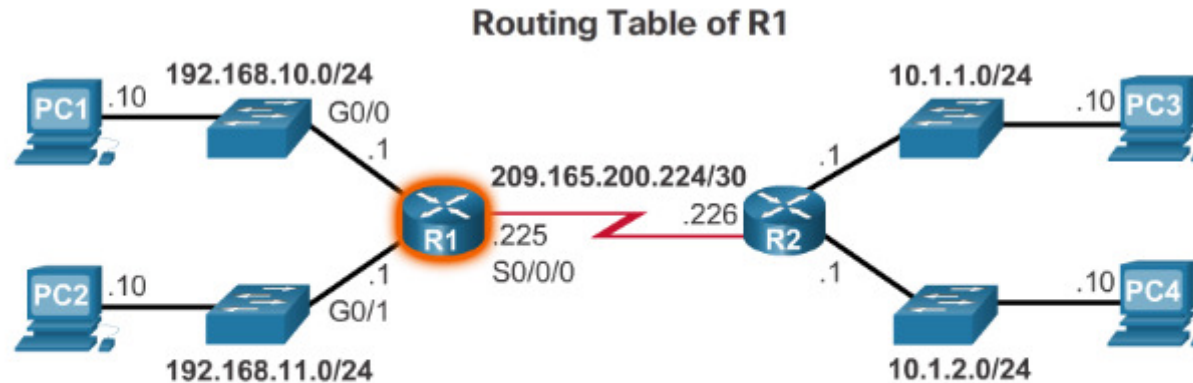 Routing Table of R1
192.168.10.0/24
10.1.1.0/24
PC1
.10
G0/0
.10
PC3
.1
.1
209.165.200.224/30
.226
R1
.225
R2
S0/0/0
.1
.1
PC2
.10
G0/1
.10
PC4
192.168.11.0/24
10.1.2.0/24